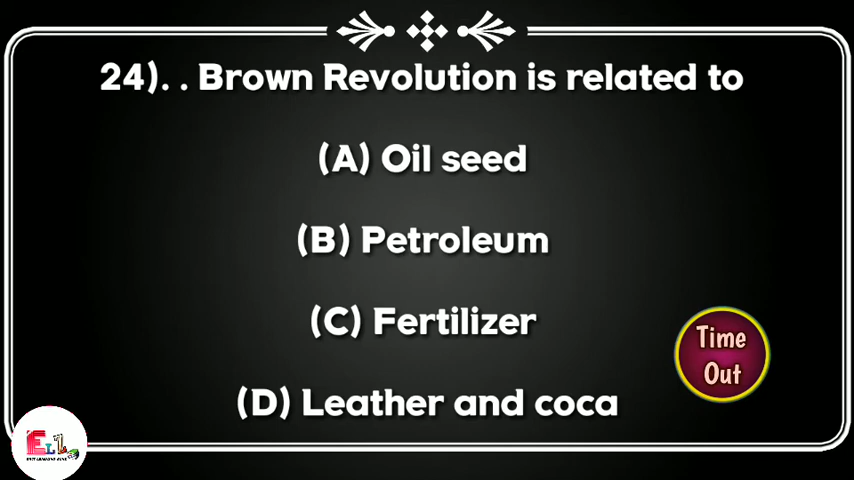 24). . Brown Revolution is related to
(A) Oil seed
(B) Petroleum
(C) Fertilizer
Time
Out
(D) Leather and coca